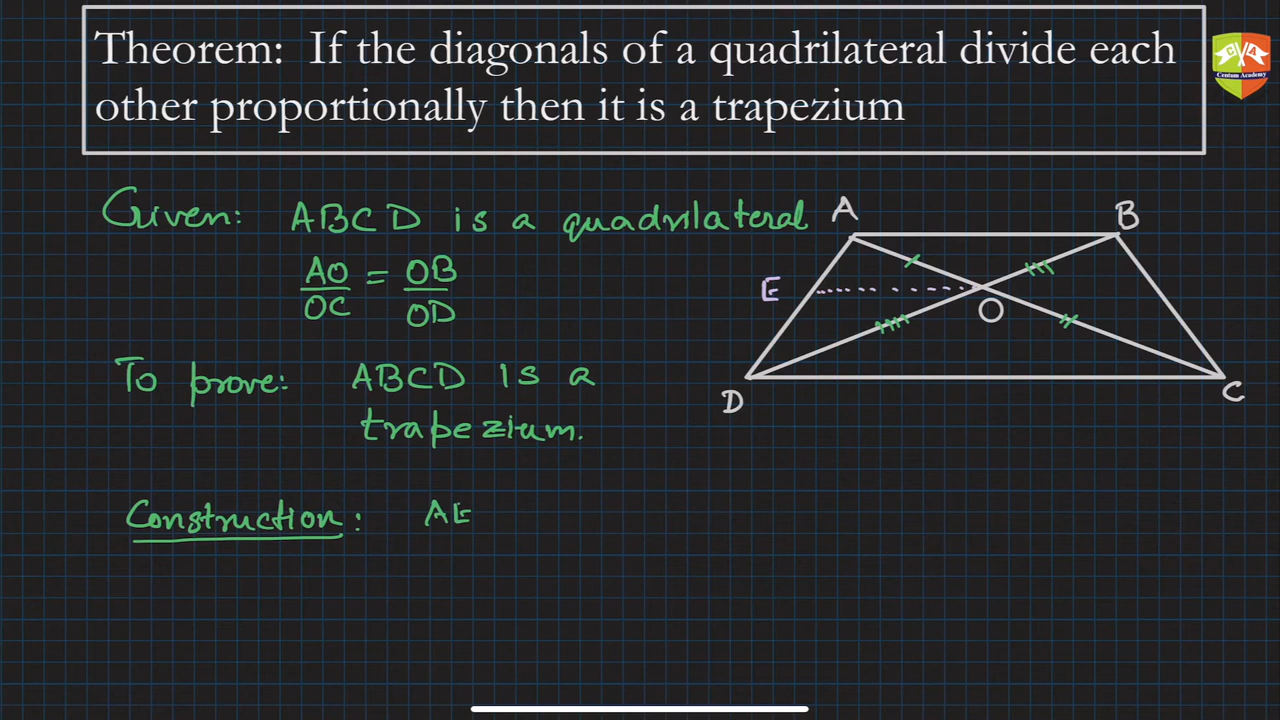 Theorem: If the diagonals of a quadrilateral divide each
other proportionally then it is a trapezium
C A
Centum Academy
Given: ABCD is a quadrilateral
AO/OC = OB/OD
To prove: ABCD is a
trapezium.
Construction: AE
A
B
E
O
D
C